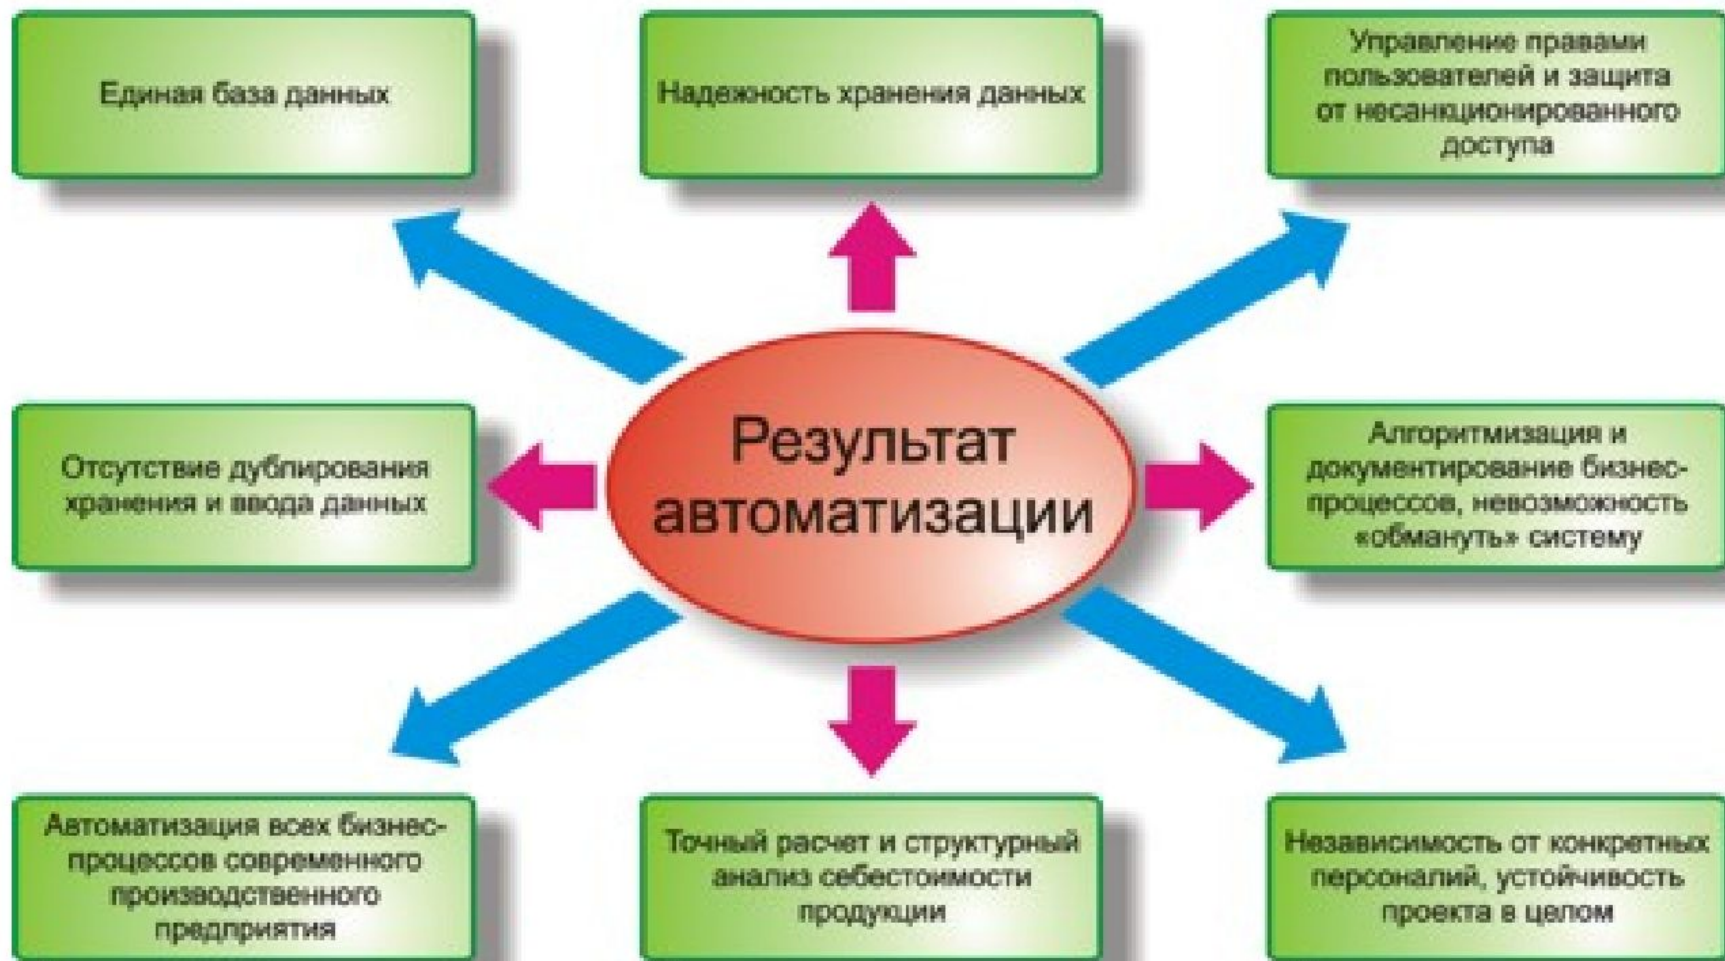 Единая база данных
Надежность хранения данных
Управление правами
пользователей и защита
от несанкционированного
доступа
Отсутствие дублирования
хранения и ввода данных
Результат
автоматизации
Алгоритмизация и
документирование бизнес-
процессов, невозможность
«обмануть» систему
Автоматизация всех бизнес-
процессов современного
производственного
предприятия
Точный расчет и структурный
анализ себестоимости
продукции
Независимость от конкретных
персоналий, устойчивость
проекта в целом